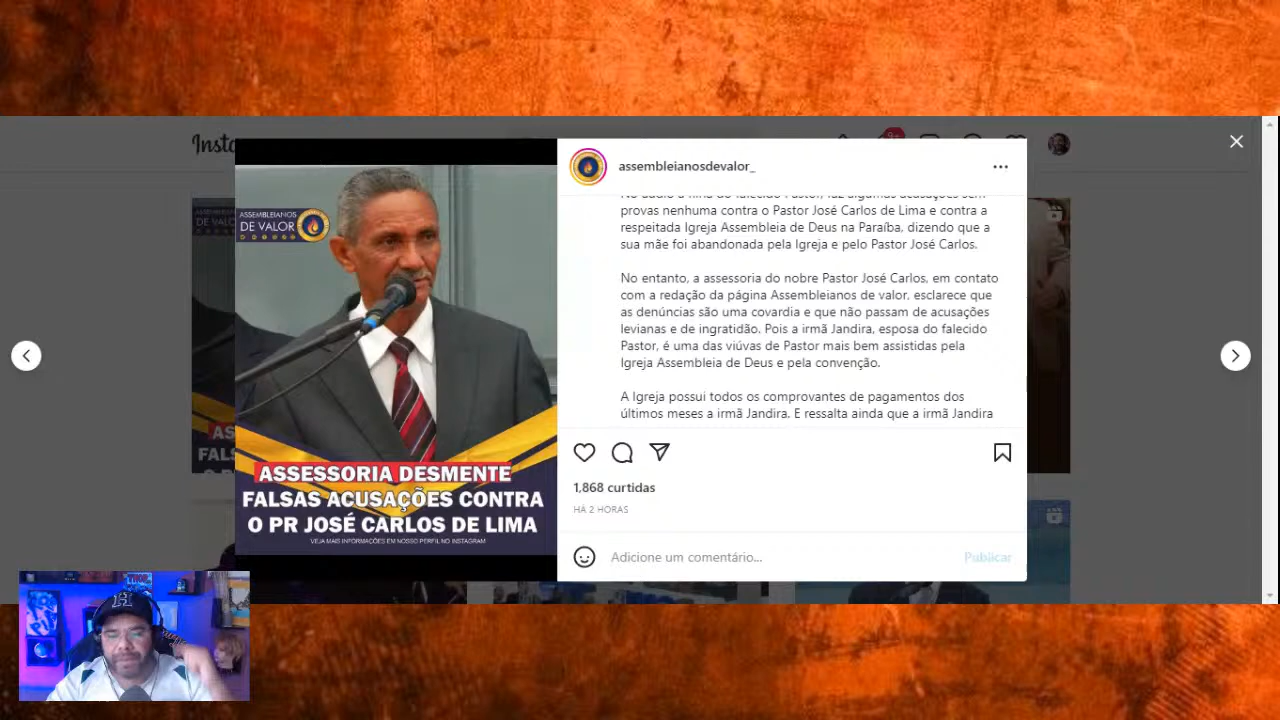 Insta
assembleianosdevalor_
ASSEMBLEIANOS
DE VALOR
No áudio a filha do falecido Pastor, faz algumas acusações sem
provas nenhuma contra o Pastor José Carlos de Lima e contra a
respeitada Igreja Assembleia de Deus na Paraíba, dizendo que a
sua mãe foi abandonada pela Igreja e pelo Pastor José Carlos.
No entanto, a assessoria do nobre Pastor José Carlos, em contato
com a redação da página Assembleianos de valor, esclarece que
as denúncias são uma covardia e que não passam de acusações
levianas e de ingratidão. Pois a irmã Jandira, esposa do falecido
Pastor, é uma das viúvas de Pastor mais bem assistidas pela
Igreja Assembleia de Deus e pela convenção.
A Igreja possui todos os comprovantes de pagamentos dos
últimos meses a irmã Jandira. E ressalta ainda que a irmã Jandira
ASSESSORIA DESMENTE
FALSAS ACUSAÇÕES CONTRA
O PR JOSÉ CARLOS DE LIMA
VEJA MAIS INFORMAÇÕES EM NOSSO PERFIL NO INSTAGRAM
1,868 curtidas
HÁ 2 HORAS
Adicione um comentário...
Publicar